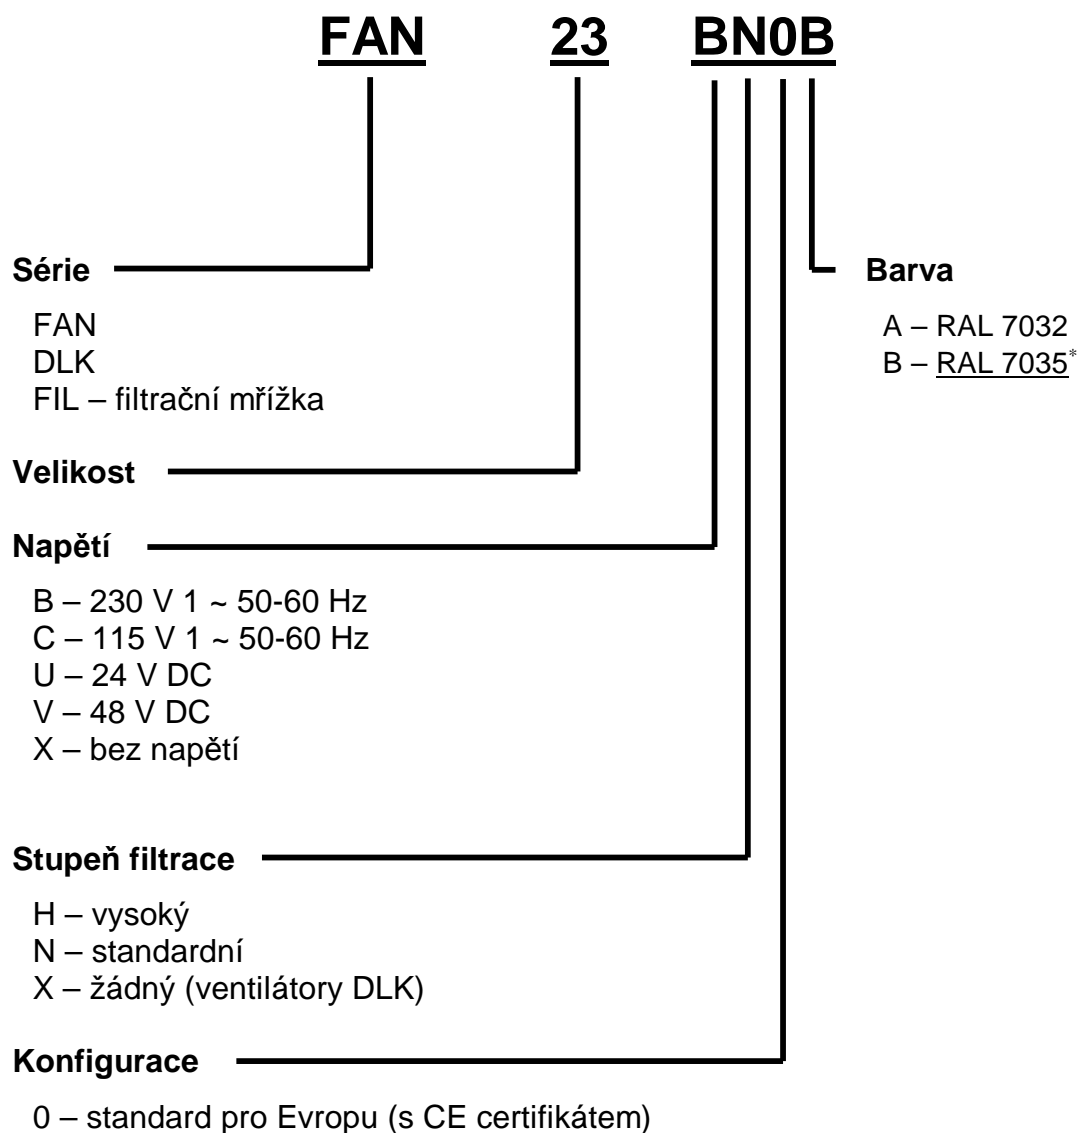 FAN 23 BN0B
Série
FAN
DLK
FIL – filtrační mřížka
Barva
A – RAL 7032
B – RAL 7035*
Velikost
Napětí
B – 230 V 1 ~ 50-60 Hz
C – 115 V 1 ~ 50-60 Hz
U – 24 V DC
V – 48 V DC
X – bez napětí
Stupeň filtrace
H – vysoký
N – standardní
X – žádný (ventilátory DLK)
Konfigurace
0 – standard pro Evropu (s CE certifikátem)